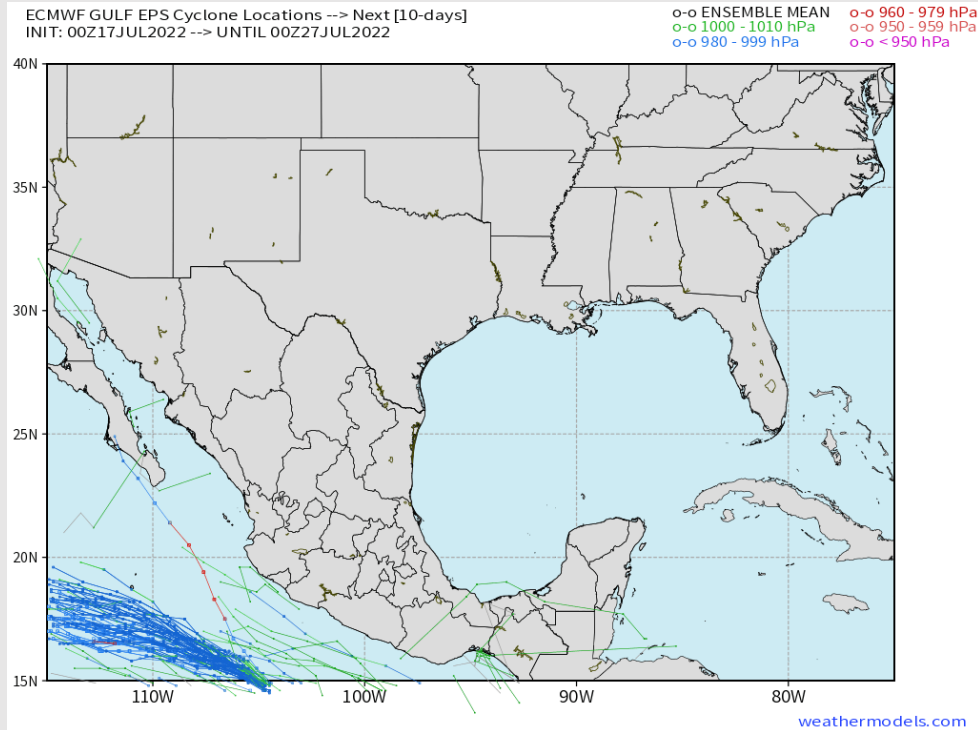 ECMWF GULF EPS Cyclone Locations --> Next [10-days]
INIT: 00Z17JUL2022 --> UNTIL 00Z27JUL2022
o-o ENSEMBLE MEAN
o-o 960 - 979 hPa
o-o 1000 - 1010 hPa
o-o 950 - 959 hPa
o-o 980 - 999 hPa
o-o < 950 hPa
40N
35N
30N
25N
20N
15N
110W
100W
90W
80W
weathermodels.com